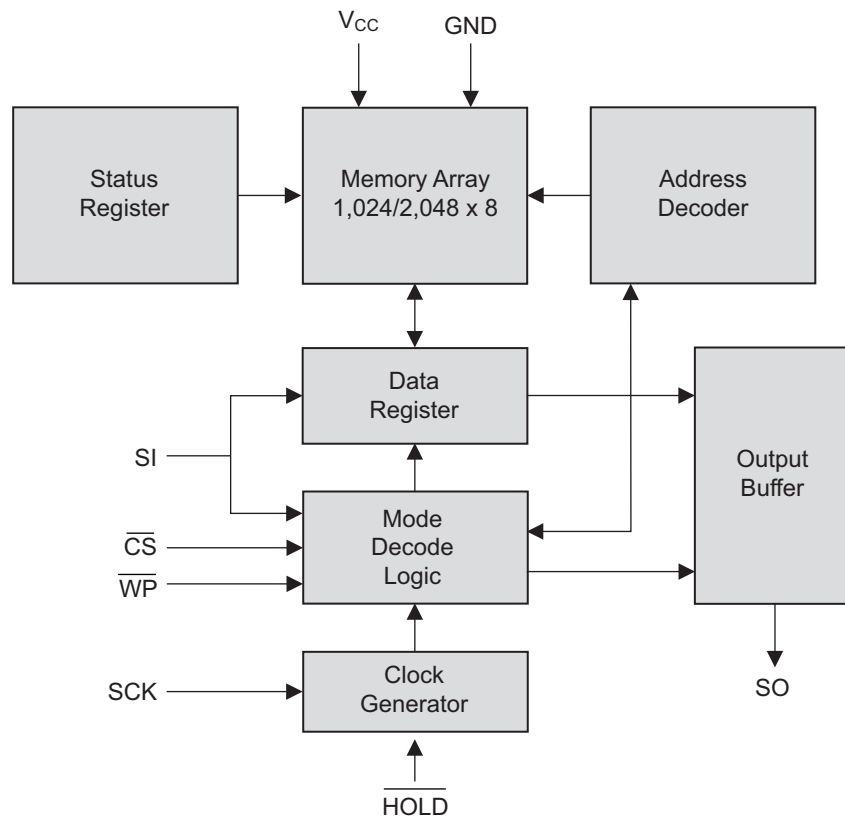 VCC
GND
Status
Register
Memory Array
1,024/2,048 x 8
Address
Decoder
Data
Register
SI
Output
Buffer
Mode
Decode
Logic
CS
WP
SCK
Clock
Generator
SO
HOLD